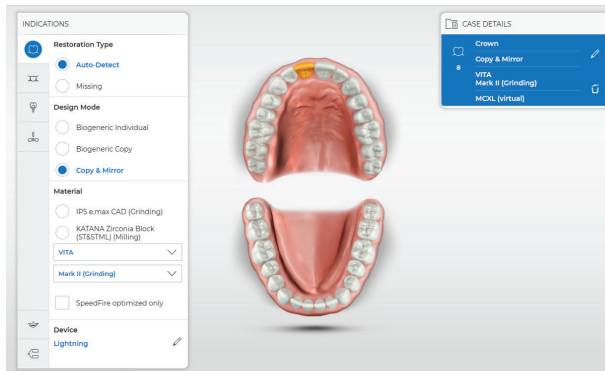 INDICATIONS
Restoration Type
Auto-Detect
Missing
Design Mode
Biogeneric Individual
Biogeneric Copy
Copy & Mirror
Material
IPS e.max CAD (Grinding)
KATANA Zirconia Block
(ST&STML) (Milling)
VITA
Mark II (Grinding)
SpeedFire optimized only
Device
Lightning
CASE DETAILS
8
Crown
Copy & Mirror
VITA
Mark II (Grinding)
MCXL (virtual)